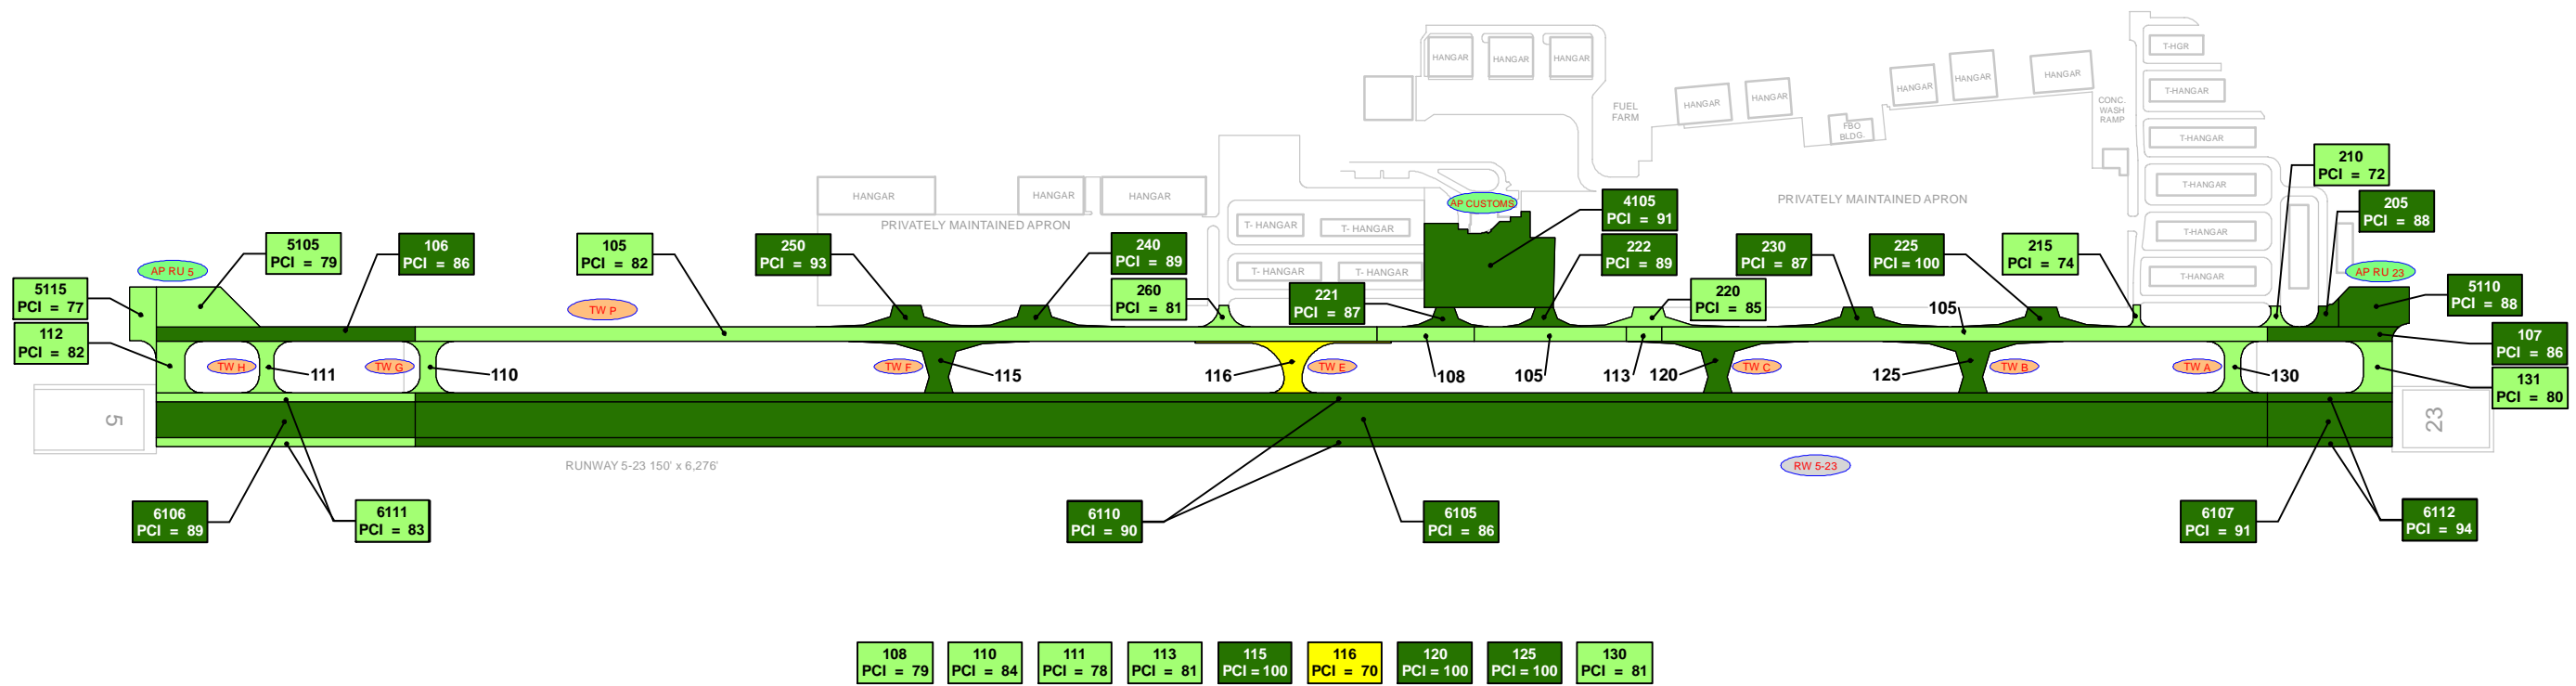 HANGAR
HANGAR
HANGAR
T-HGR
HANGAR
HANGAR
HANGAR
HANGAR
HANGAR
T-HANGAR
FUEL
FARM
CONC.
WASH
RAMP
FBO
BLDG.
T-HANGAR
210
PCI = 72
T-HANGAR
HANGAR
HANGAR
HANGAR
PRIVATELY MAINTAINED APRON
AP CUSTOMS
4105
PCI = 91
PRIVATELY MAINTAINED APRON
205
PCI = 88
T- HANGAR
T- HANGAR
T-HANGAR
5105
PCI = 79
106
PCI = 86
105
PCI = 82
250
PCI = 93
240
PCI = 89
222
PCI = 89
230
PCI = 87
225
PCI = 100
215
PCI = 74
AP RU 5
T- HANGAR
T- HANGAR
T-HANGAR
AP RU 23
5115
PCI = 77
260
PCI = 81
221
PCI = 87
220
PCI = 85
5110
PCI = 88
TW P
105
112
PCI = 82
107
PCI = 86
TW H
111
TW G
110
TW F
115
116
TW E
108
105
113
120
TW C
125
TW B
TW A
130
131
PCI = 80
5
23
RUNWAY 5-23 150' x 6,276'
RW 5-23
6106
PCI = 89
6111
PCI = 83
6110
PCI = 90
6105
PCI = 86
6107
PCI = 91
6112
PCI = 94
108
PCI = 79
110
PCI = 84
111
PCI = 78
113
PCI = 81
115
PCI = 100
116
PCI = 70
120
PCI = 100
125
PCI = 100
130
PCI = 81